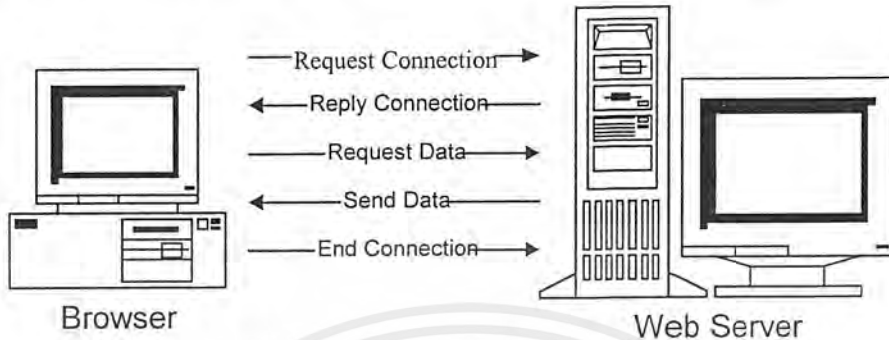 Request Connection
Reply Connection
Request Data
Send Data
End Connection
Browser
Web Server